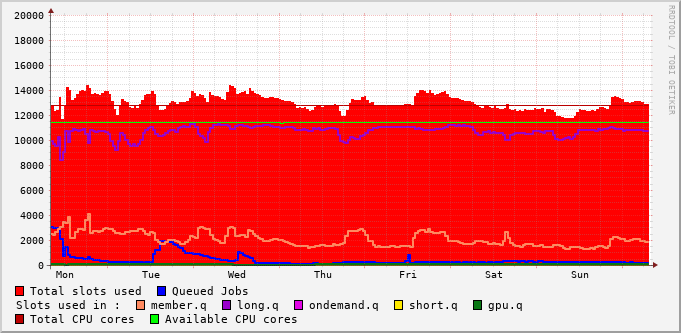 20000
18000
16000
14000
12000
10000
8000
6000
4000
2000
0
Mon Tue Wed Thu Fri Sat Sun
RRDTOOL / TOBI OETIKER
Total slots used Queued Jobs
Slots used in : member.q long.q ondemand.q short.q gpu.q
Total CPU cores Available CPU cores